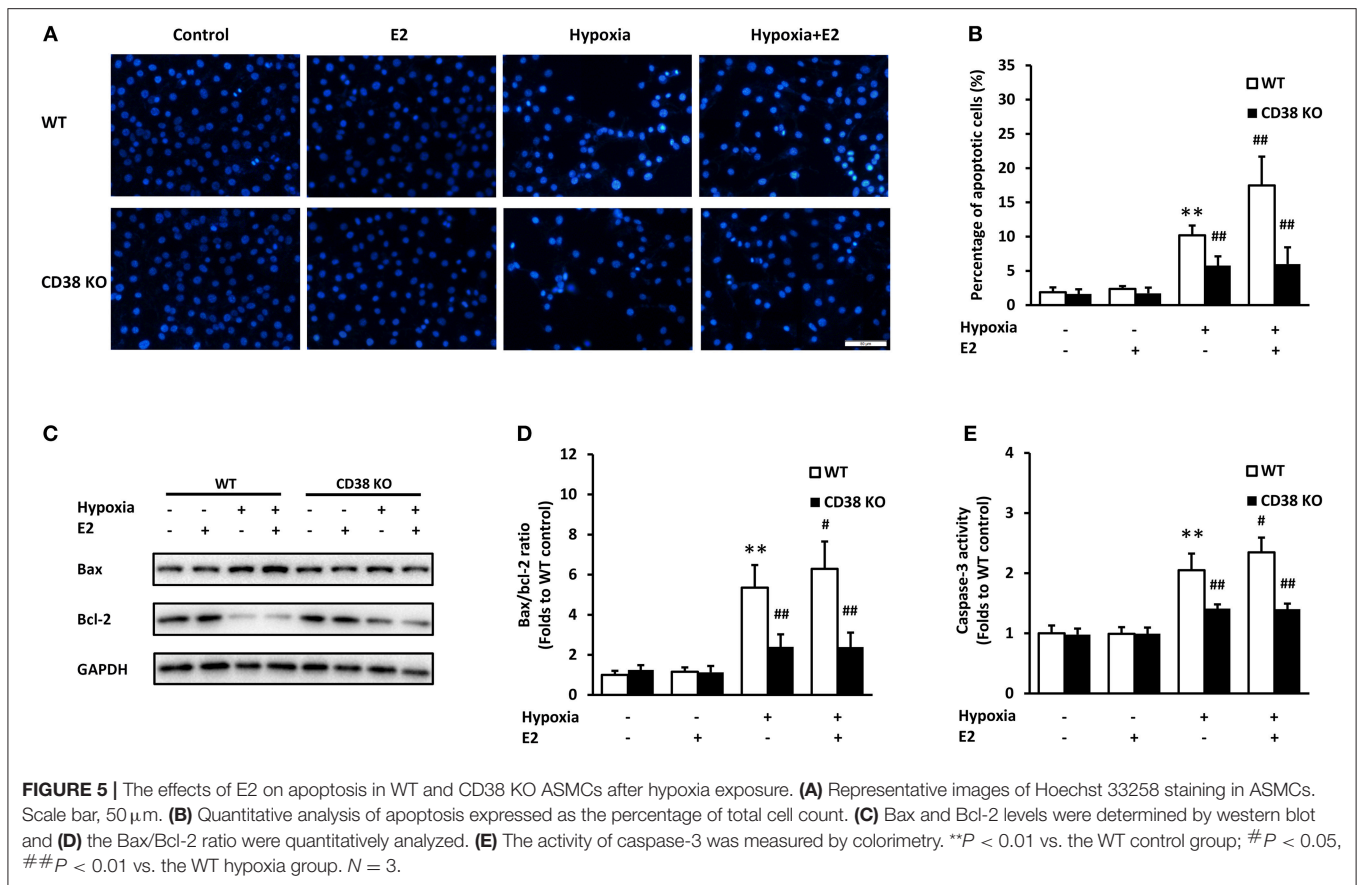 A
Control E2 Hypoxia Hypoxia+E2
WT
CD38 KO
B
Percentage of apoptotic cells (%)
35
30
25
20
15
10
5
0
WT
CD38 KO
** ## ## ##
Hypoxia - - + +
E2 - + - +
C
WT CD38 KO
Hypoxia - - + + - - + +
E2 - + - + - + - +
Bax
Bcl-2
GAPDH
D
Bax/bcl-2 ratio
(Folds to WT control)
12
10
8
6
4
2
0
WT
CD38 KO
** ## # ##
Hypoxia - - + +
E2 - + - +
E
Caspase-3 activity
(Folds to WT control)
4
3
2
1
0
WT
CD38 KO
** ## # ##
Hypoxia - - + +
E2 - + - +
FIGURE 5 | The effects of E2 on apoptosis in WT and CD38 KO ASMCs after hypoxia exposure. (A) Representative images of Hoechst 33258 staining in ASMCs.
Scale bar, 50 μm. (B) Quantitative analysis of apoptosis expressed as the percentage of total cell count. (C) Bax and Bcl-2 levels were determined by western blot
and (D) the Bax/Bcl-2 ratio were quantitatively analyzed. (E) The activity of caspase-3 was measured by colorimetry. **P < 0.01 vs. the WT control group; #P < 0.05,
##P < 0.01 vs. the WT hypoxia group. N = 3.